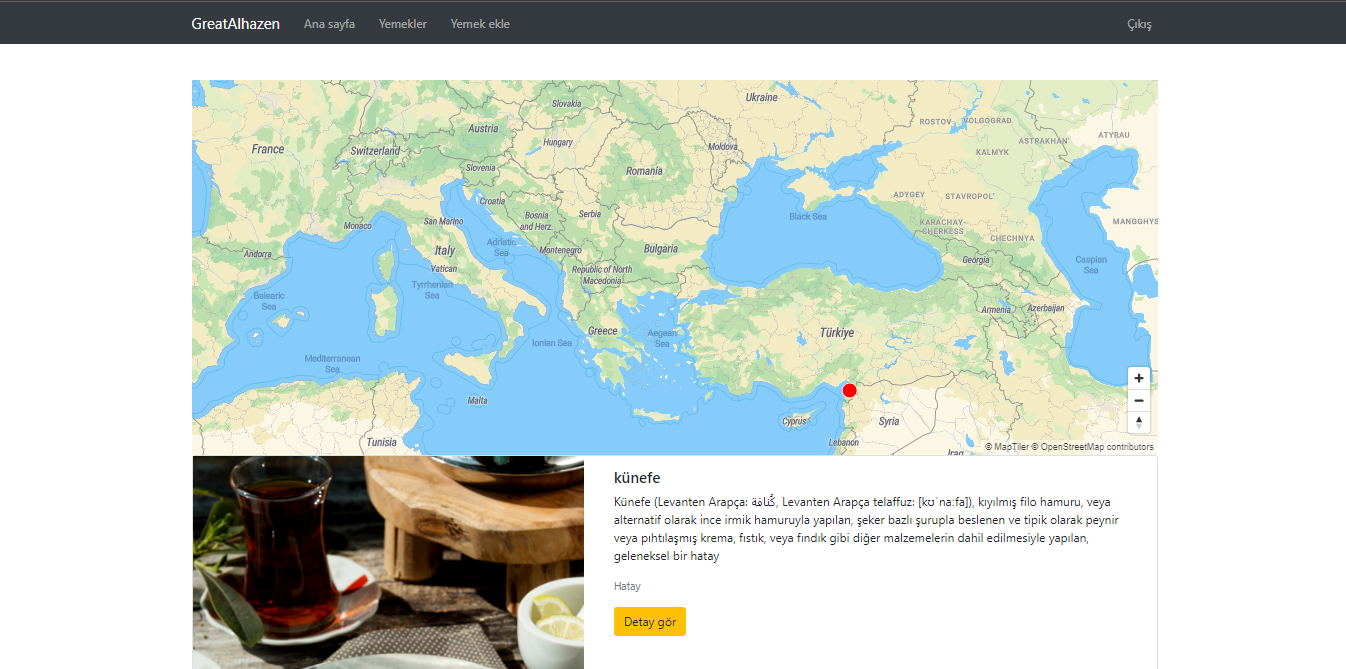 GreatAlhazen Ana sayfa Yemekler Yemek ekle Çıkış
Ukraine
Slovakia
ROSTOV
VOLGOGRAD
Austria
ATYRAU
France
Hungary
Moldova
ASTRAKHAN'
Switzerland
KALMYK
Slovenia
Romania
ADYGEY
STAVROPOL'
Croatia
Bosnia
and Herz.
Serbia
Black Sea
San Marino
Monaco
KARACHAY-
CHERKESS
MANGGHYS
CHECHNYA
Adriatic
Sea
Italy
Montenegro
Bulgaria
Andorra
Georgia
Caspian
Sea
Vatican
Republic of North
Macedonia
Tyrrhenian
Sea
Balearic
Sea
Armenia
Azerbaijan
Greece
Aegean
Sea
Türkiye
Ionian Sea
Mediterranean
Sea
Malta
Cyprus
Syria
Tunisia
Lebanon
Iraq
© MapTiler © OpenStreetMap contributors
künefe
Künefe (Levanten Arapça: كُنافة, Levanten Arapça telaffuz: [kʊˈnaːfa]), kıyılmış filo hamuru, veya
alternatif olarak ince irmik hamuruyla yapılan, şeker bazlı şurupla beslenen ve tipik olarak peynir
veya pıhtılaşmış krema, fıstık, veya fındık gibi diğer malzemelerin dahil edilmesiyle yapılan,
geleneksel bir hatay
Hatay
Detay gör